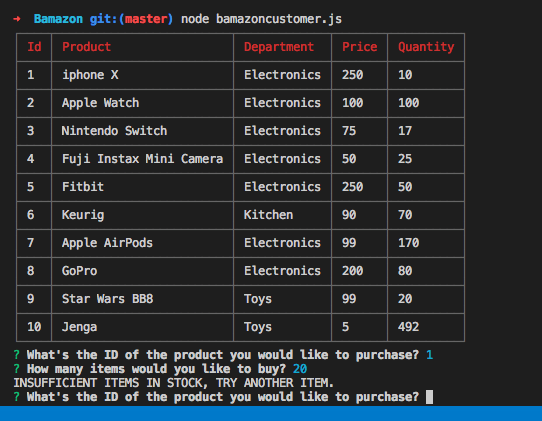 → Bamazon git:(master) node bamazoncustomer.js
Id Product Department Price Quantity
1 iphone X Electronics 250 10
2 Apple Watch Electronics 100 100
3 Nintendo Switch Electronics 75 17
4 Fuji Instax Mini Camera Electronics 50 25
5 Fitbit Electronics 250 50
6 Keurig Kitchen 90 70
7 Apple AirPods Electronics 99 170
8 GoPro Electronics 200 80
9 Star Wars BB8 Toys 99 20
10 Jenga Toys 5 492
? What's the ID of the product you would like to purchase? 1
? How many items would you like to buy? 20
INSUFFICIENT ITEMS IN STOCK, TRY ANOTHER ITEM.
? What's the ID of the product you would like to purchase?